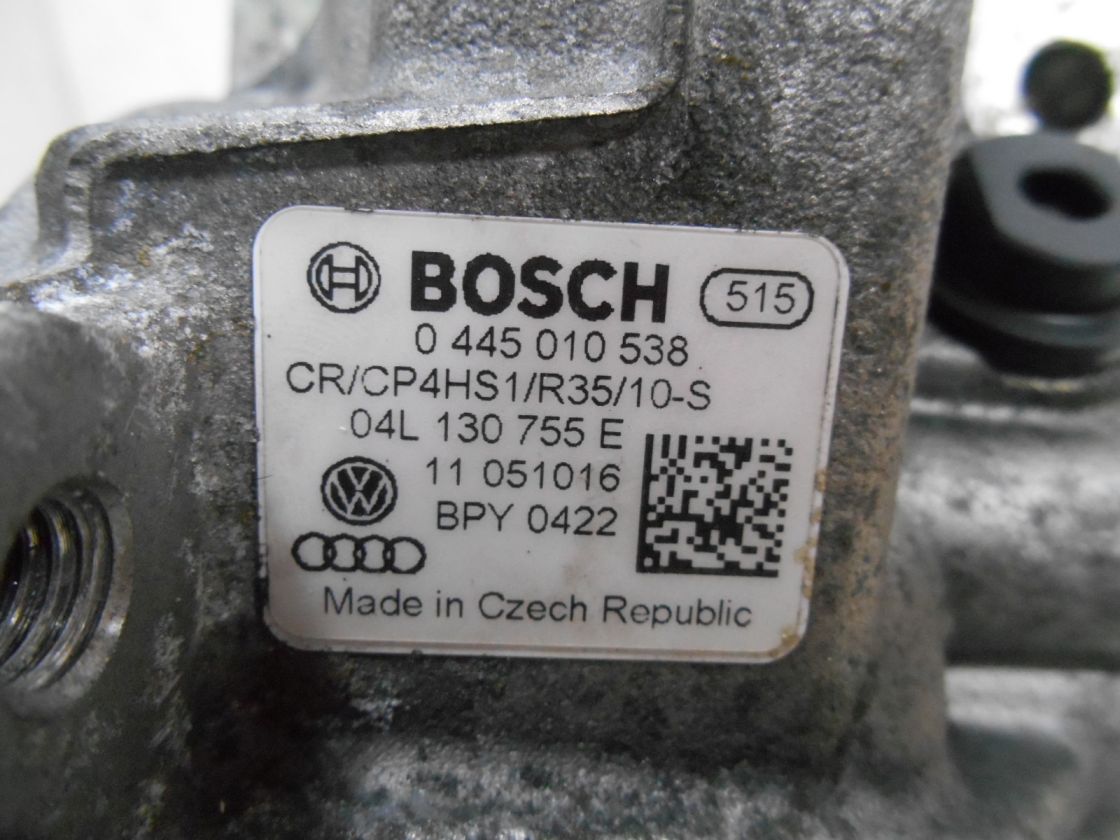 BOSCH 515
0 445 010 538
CR/CP4HS1/R35/10-S
04L 130 755 E
11 051016
BPY 0422
Made in Czech Republic